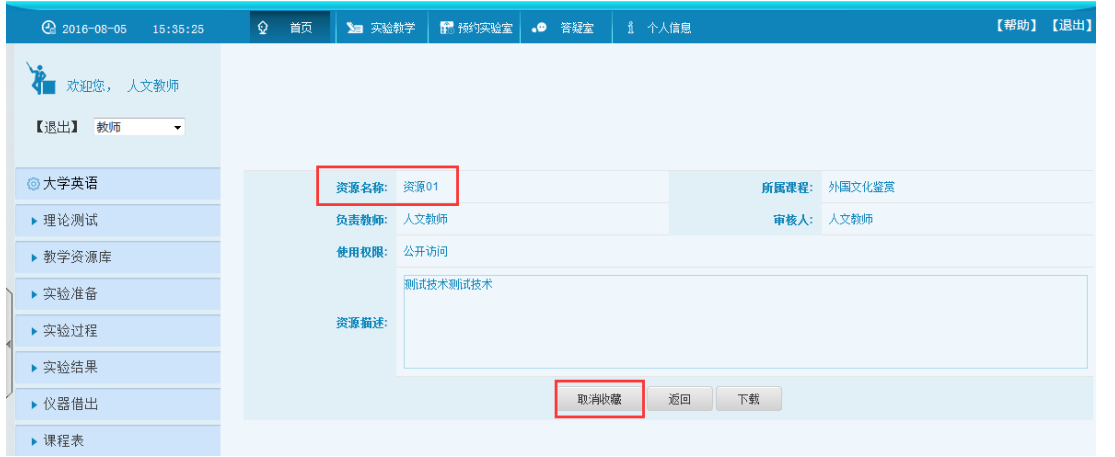 2016-08-05 15:35:25 首页 实验教学 预约实验室 答疑室 个人信息 【帮助】 【退出】
欢迎您， 人文教师
【退出】 教师
大学英语
理论测试
教学资源库
实验准备
实验过程
实验结果
仪器借出
课程表
资源名称: 资源01 所属课程: 外国文化鉴赏
负责教师: 人文教师 审核人: 人文教师
使用权限: 公开访问
资源描述: 测试技术测试技术
取消收藏 返回 下载